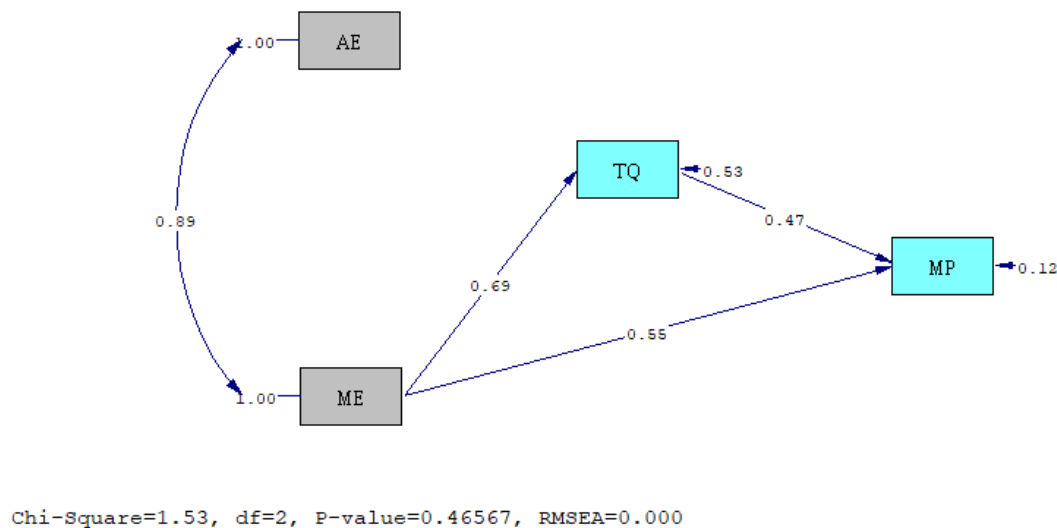 1.00
AE
TQ
0.53
0.89
0.47
MP
0.12
0.69
0.55
1.00
ME
Chi-Square=1.53, df=2, P-value=0.46567, RMSEA=0.000